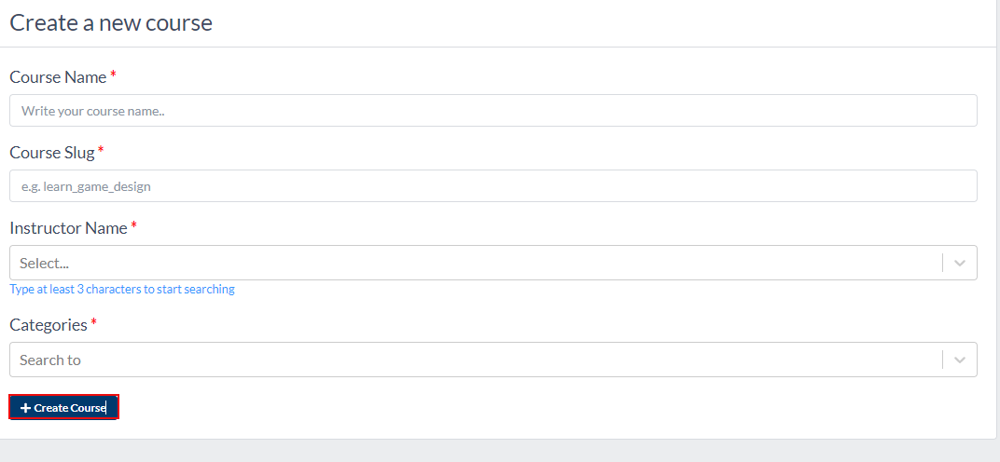 Create a new course
Course Name *
Write your course name..
Course Slug *
e.g. learn_game_design
Instructor Name *
Select...
Type at least 3 characters to start searching
Categories *
Search to
+ Create Course